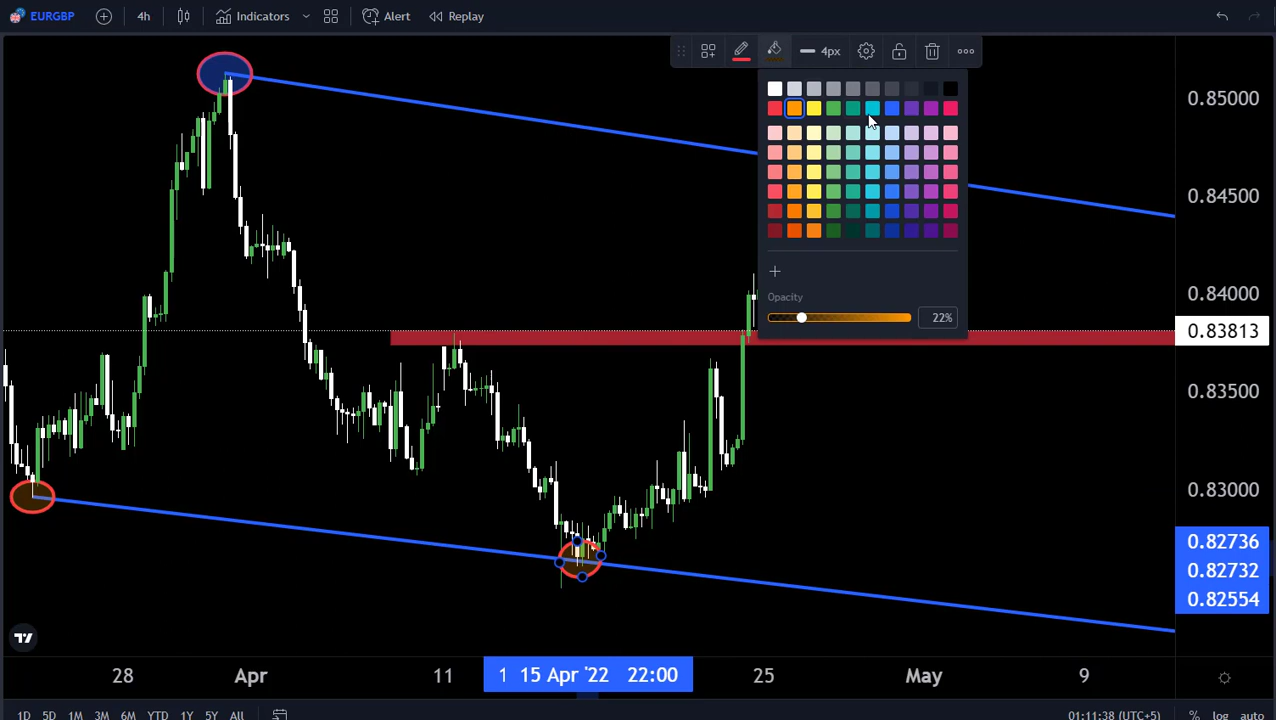 EURGBP 4h Indicators Alert Replay
4px
0.85000
0.84500
0.84000
Opacity
22%
0.83813
0.83500
0.83000
0.82736
0.82732
0.82554
28 Apr 11 1 15 Apr '22 22:00 25 May 9
1D 5D 1M 3M 6M YTD 1Y 5Y All 01:11:38 (UTC+5) % log auto